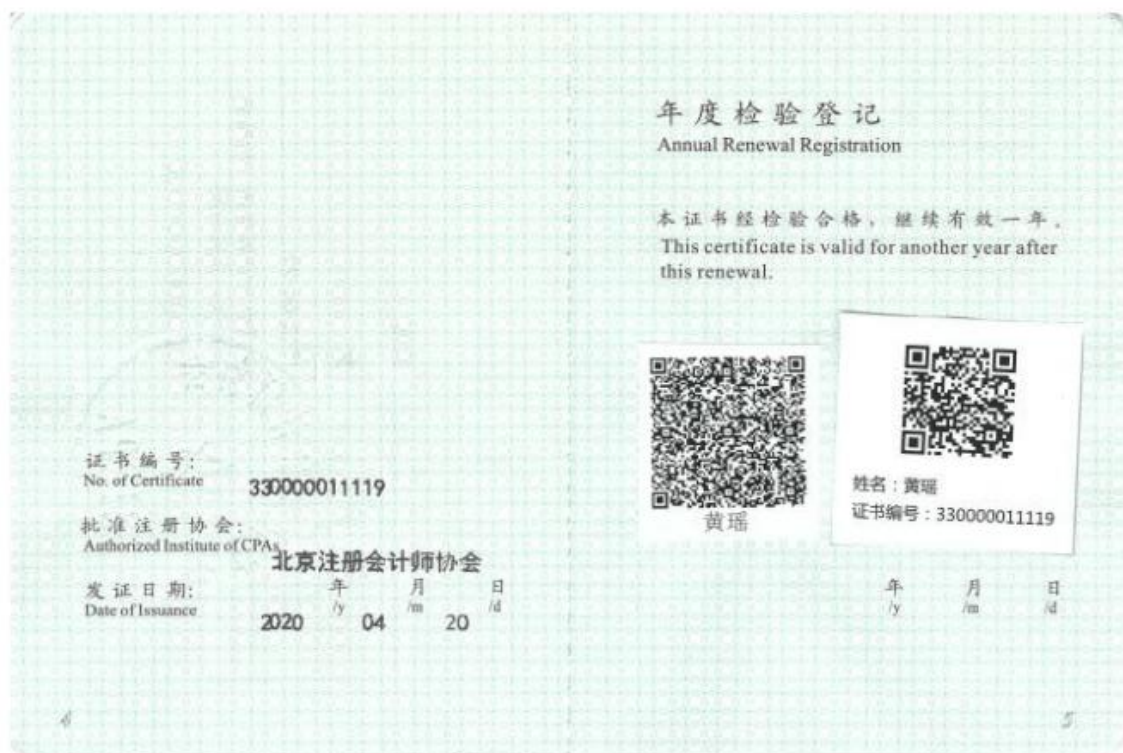 证书编号:
No. of Certificate
330000011119
批准注册协会:
Authorized Institute of CPAs
北京注册会计师协会
发证日期:
Date of Issuance
年 月 日
/y /m /d
2020 04 20
4
年度检验登记
Annual Renewal Registration
本证书经检验合格，继续有效一年。
This certificate is valid for another year after
this renewal.
黄瑶
姓名：黄瑶
证书编号：330000011119
年 月 日
/y /m /d
5